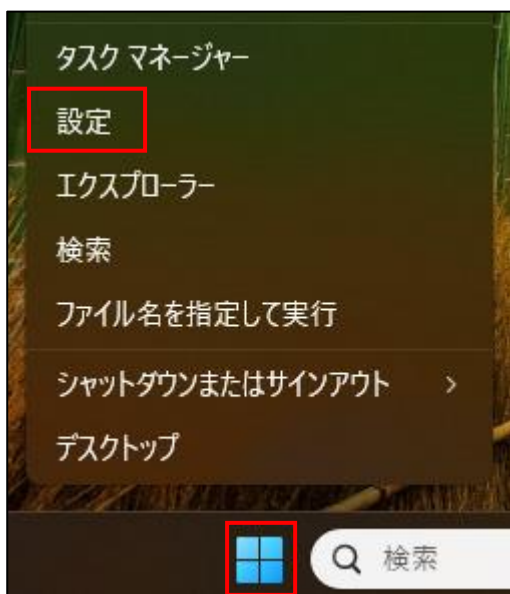 タスク マネージャー
設定
エクスプローラー
検索
ファイル名を指定して実行
シャットダウンまたはサインアウト
デスクトップ
検索